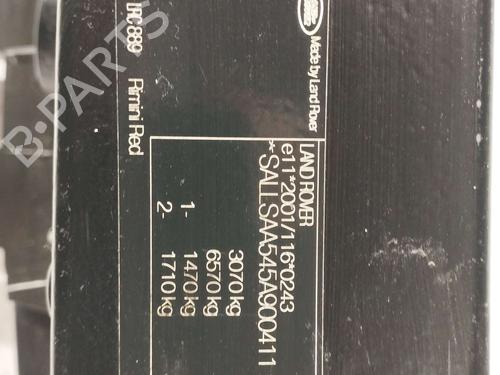 Made by Land Rover
LAND ROVER
e11*2001/116*0243
*SALLSAA545A900411
3070 kg
6570 kg
1- 1470 kg
2- 1710 kg
LRC 889 Rimini Red
B-PARTS